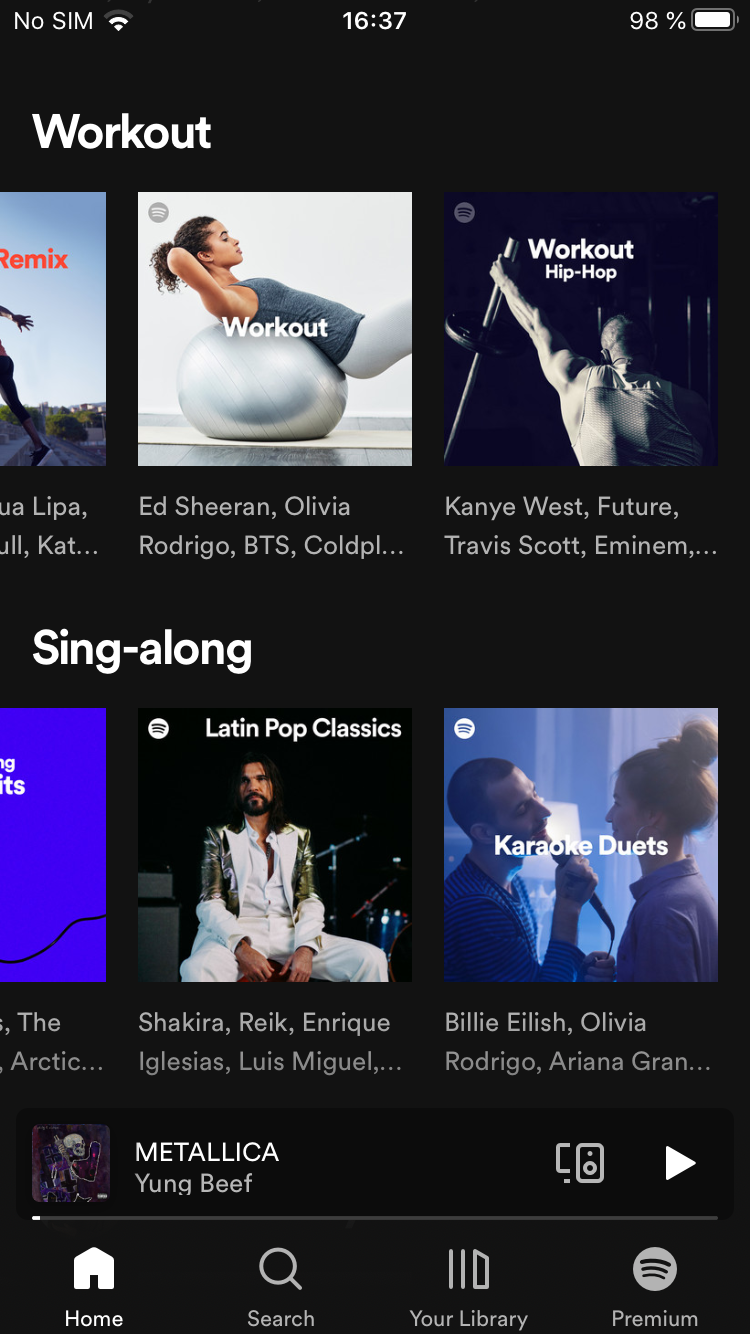 No SIM 16:37 98 %
Workout
Remix
Workout
Workout
Hip-Hop
ua Lipa,
ull, Kat...
Ed Sheeran, Olivia
Rodrigo, BTS, Coldpl...
Kanye West, Future,
Travis Scott, Eminem,...
Sing-along
ng
its
Latin Pop Classics
Karaoke Duets
s, The
, Arctic...
Shakira, Reik, Enrique
Iglesias, Luis Miguel,...
Billie Eilish, Olivia
Rodrigo, Ariana Gran...
METALLICA
Yung Beef
Home Search Your Library Premium